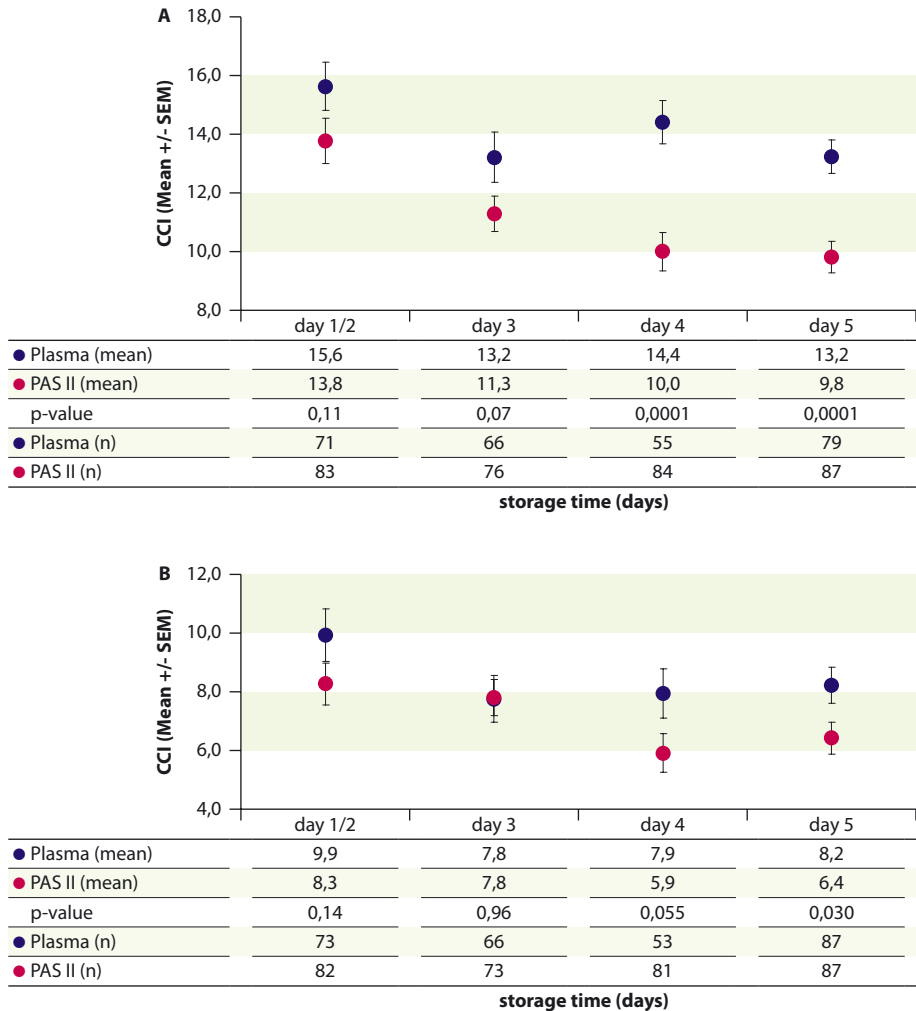 A
18,0
16,0
14,0
12,0
10,0
8,0
CCI (Mean +/- SEM)
day 1/2 day 3 day 4 day 5
Plasma (mean) 15,6 13,2 14,4 13,2
PAS II (mean) 13,8 11,3 10,0 9,8
p-value 0,11 0,07 0,0001 0,0001
Plasma (n) 71 66 55 79
PAS II (n) 83 76 84 87
storage time (days)
B
12,0
10,0
8,0
6,0
4,0
CCI (Mean +/- SEM)
day 1/2 day 3 day 4 day 5
Plasma (mean) 9,9 7,8 7,9 8,2
PAS II (mean) 8,3 7,8 5,9 6,4
p-value 0,14 0,96 0,055 0,030
Plasma (n) 73 66 53 87
PAS II (n) 82 73 81 87
storage time (days)